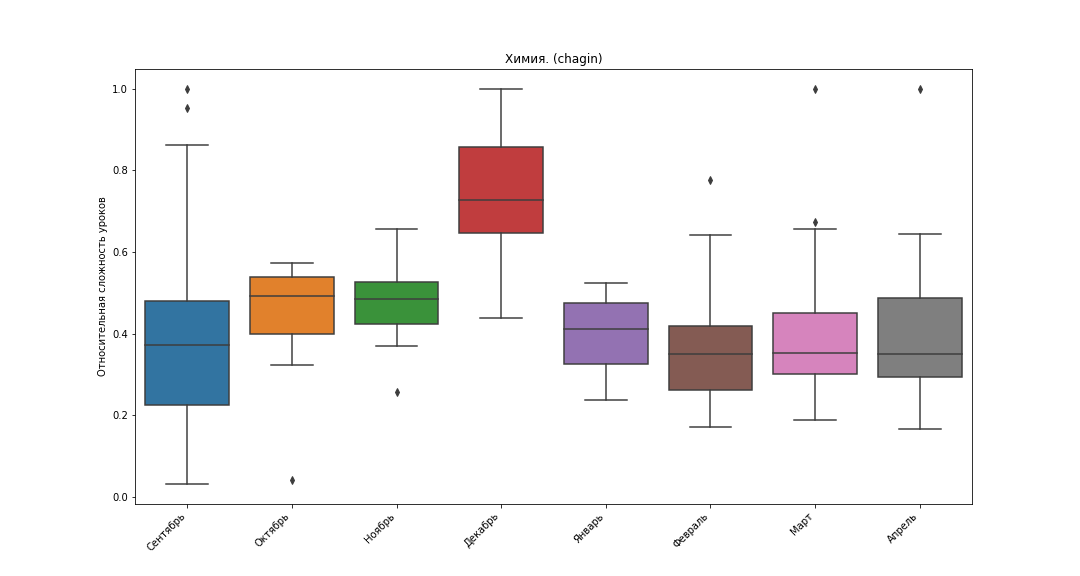 Химия. (chagin)
Относительная сложность уроков
1.0
0.8
0.6
0.4
0.2
0.0
Сентябрь
Октябрь
Ноябрь
Декабрь
Январь
Февраль
Март
Апрель